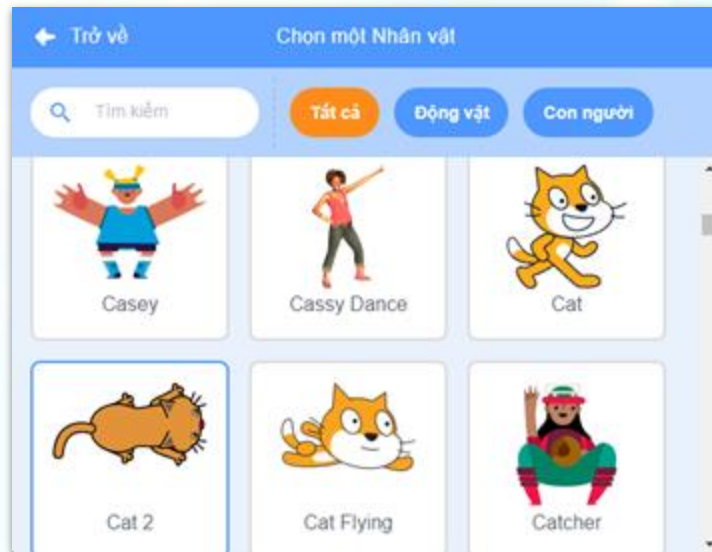 Trở về
Chọn một Nhân vật
Tìm kiếm
Tất cả
Động vật
Con người
Casey
Cassy Dance
Cat
Cat 2
Cat Flying
Catcher